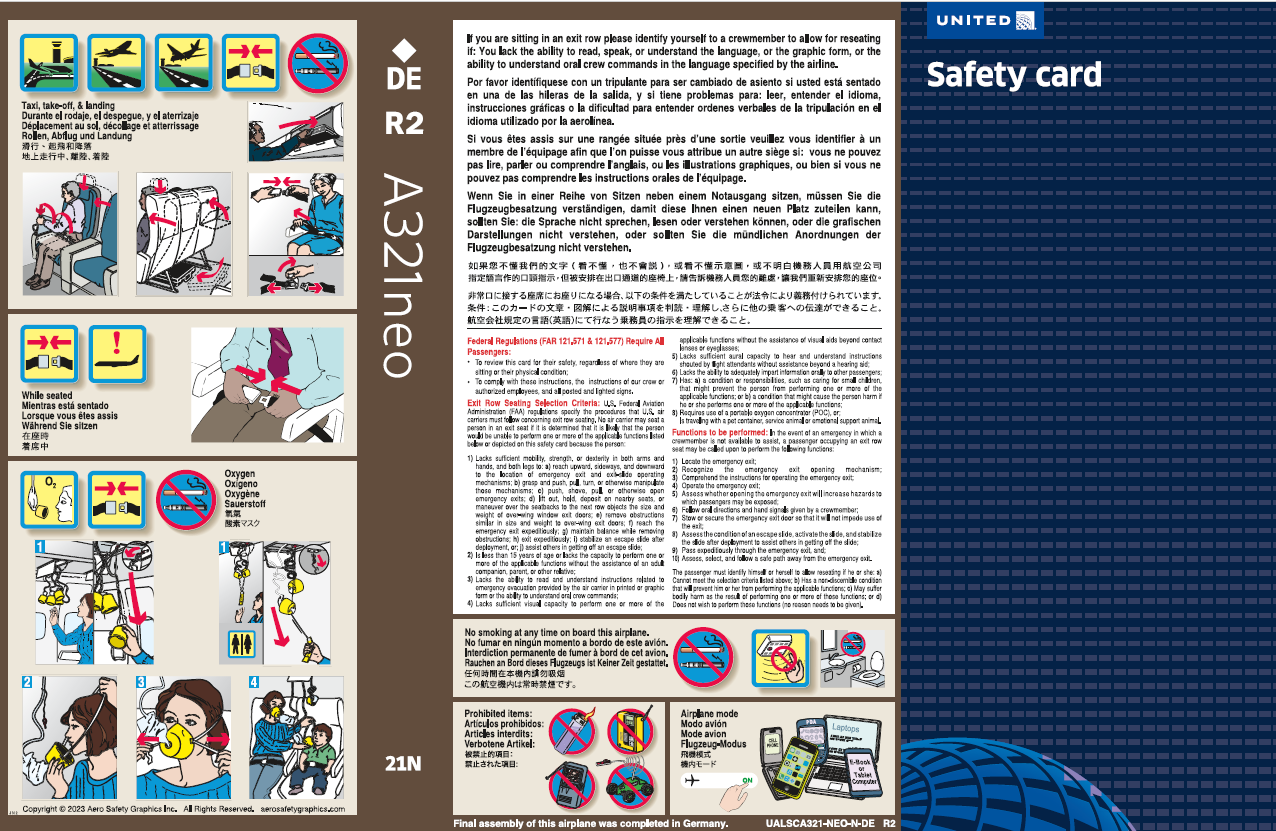 Taxi, take-off, & landing
Durante el rodaje, el despegue, y el aterrizaje
Déplacement au sol, décollage et atterrissage
Rollen, Abflug und Landung
滑行、起飛和降落
地上走行中、離陸、着陸
While seated
Mientras está sentado
Lorsque vous êtes assis
Während Sie sitzen
在座時
着席中
O₂
Oxygen
Oxígeno
Oxygène
Sauerstoff
氧氣
酸素マスク
1
1
2
3
4
Copyright © 2023 Aero Safety Graphics Inc. All Rights Reserved. aerosafetygraphics.com
DE
R2
A321neo
21N
If you are sitting in an exit row please identify yourself to a crewmember to allow for reseating
if: You lack the ability to read, speak, or understand the language, or the graphic form, or the
ability to understand oral crew commands in the language specified by the airline.
Por favor identifíquese con un tripulante para ser cambiado de asiento si usted está sentado
en una de las hileras de la salida, y si tiene problemas para: leer, entender el idioma,
instrucciones gráficas o la dificultad para entender ordenes verbales de la tripulación en el
idioma utilizado por la aerolínea.
Si vous êtes assis sur une rangée située près d'une sortie veuillez vous identifier à un
membre de l'équipage afin que l'on puisse vous attribue un autre siège si: vous ne pouvez
pas lire, parler ou comprendre l'anglais, ou les illustrations graphiques, ou bien si vous ne
pouvez pas comprendre les instructions orales de l'équipage.
Wenn Sie in einer Reihe von Sitzen neben einem Notausgang sitzen, müssen Sie die
Flugzeugbesatzung verständigen, damit diese Ihnen einen neuen Platz zuteilen kann,
sollten Sie: die Sprache nicht sprechen, lesen oder verstehen können, oder die grafischen
Darstellungen nicht verstehen, oder sollten Sie die mündlichen Anordnungen der
Flugzeugbesatzung nicht verstehen.
如果您不懂我們的文字（看不懂，也不會説），或看不懂示意圖，或不明白機務人員用航空公司
指定語言作的口頭指示，但被安排在出口通道的座椅上，請告訴機務人員您的難處，讓我們重新安排您的座位。
非常口に接する座席にお座りになる場合、以下の条件を満たしていることが法令により義務付けられています。
条件：このカードの文章・図解による説明事項を判読・理解し、さらに他の乗客への伝達ができること。
航空会社規定の言語(英語)にて行なう乗務員の指示を理解できること。
Federal Regulations (FAR 121.571 & 121.577) Require All
Passengers:
• To review this card for their safety, regardless of where they are
sitting or their physical condition;
• To comply with these instructions, the instructions of our crew or
authorized employees, and all posted and lighted signs.
Exit Row Seating Selection Criteria: U.S. Federal Aviation
Administration (FAA) regulations specify the procedures that U.S. air
carriers must follow concerning exit row seating. No air carrier may seat a
person in an exit seat if it is determined that it is likely that the person
would be unable to perform one or more of the applicable functions listed
below or depicted on this safety card because the person:
1) Lacks sufficient mobility, strength, or dexterity in both arms and
hands, and both legs to: a) reach upward, sideways, and downward
to the location of emergency exit and exit-slide operating
mechanisms; b) grasp and push, pull, turn, or otherwise manipulate
those mechanisms; c) push, shove, pull, or otherwise open
emergency exits; d) lift out, hold, deposit on nearby seats, or
maneuver over the seatbacks to the next row objects the size and
weight of over-wing window exit doors; e) remove obstructions
similar in size and weight to over-wing exit doors; f) reach the
emergency exit expeditiously; g) maintain balance while removing
obstructions; h) exit expeditiously; i) stabilize an escape slide after
deployment, or; j) assist others in getting off an escape slide;
2) Is less than 15 years of age or lacks the capacity to perform one or
more of the applicable functions without the assistance of an adult
companion, parent, or other relative;
3) Lacks the ability to read and understand instructions related to
emergency evacuation provided by the air carrier in printed or graphic
form or the ability to understand oral crew commands;
4) Lacks sufficient visual capacity to perform one or more of the
applicable functions without the assistance of visual aids beyond contact
lenses or eyeglasses;
5) Lacks sufficient aural capacity to hear and understand instructions
shouted by flight attendants without assistance beyond a hearing aid;
6) Lacks the ability to adequately impart information orally to other passengers;
7) Has: a) a condition or responsibilities, such as caring for small children,
that might prevent the person from performing one or more of the
applicable functions; or b) a condition that might cause the person harm if
he or she performs one or more of the applicable functions;
8) Requires use of a portable oxygen concentrator (POC), or;
Is traveling with a pet container, service animal or emotional support animal.
Functions to be performed: In the event of an emergency in which a
crewmember is not available to assist, a passenger occupying an exit row
seat may be called upon to perform the following functions:
1) Locate the emergency exit;
2) Recognize the emergency exit opening mechanism;
3) Comprehend the instructions for operating the emergency exit;
4) Operate the emergency exit;
5) Assess whether opening the emergency exit will increase hazards to
which passengers may be exposed;
6) Follow oral directions and hand signals given by a crewmember;
7) Stow or secure the emergency exit door so that it will not impede use of
the exit;
8) Assess the condition of an escape slide, activate the slide, and stabilize
the slide after deployment to assist others in getting off the slide;
9) Pass expeditiously through the emergency exit, and;
10) Assess, select, and follow a safe path away from the emergency exit.
The passenger must identify himself or herself to allow reseating if he or she: a)
Cannot meet the selection criteria listed above; b) Has a non-discernible condition
that will prevent him or her from performing the applicable functions; c) May suffer
bodily harm as the result of performing one or more of those functions; or d)
Does not wish to perform those functions (no reason needs to be given).
No smoking at any time on board this airplane.
No fumar en ningún momento a bordo de este avión.
Interdiction permanente de fumer à bord de cet avion.
Rauchen an Bord dieses Flugzeugs ist Keiner Zeit gestattet.
任何時間在本機內請勿吸烟
この航空機内は常時禁煙です。
Prohibited items:
Artículos prohibidos:
Articles interdits:
Verbotene Artikel:
被禁止的項目:
禁止された項目:
Airplane mode
Modo avión
Mode avion
Flugzeug-Modus
飛機模式
機内モード
ON
CELL
PHONE
PDA
Laptops
E-Book
or
Tablet
Computer
Final assembly of this airplane was completed in Germany. UALSCA321-NEO-N-DE R2
UNITED
Safety card